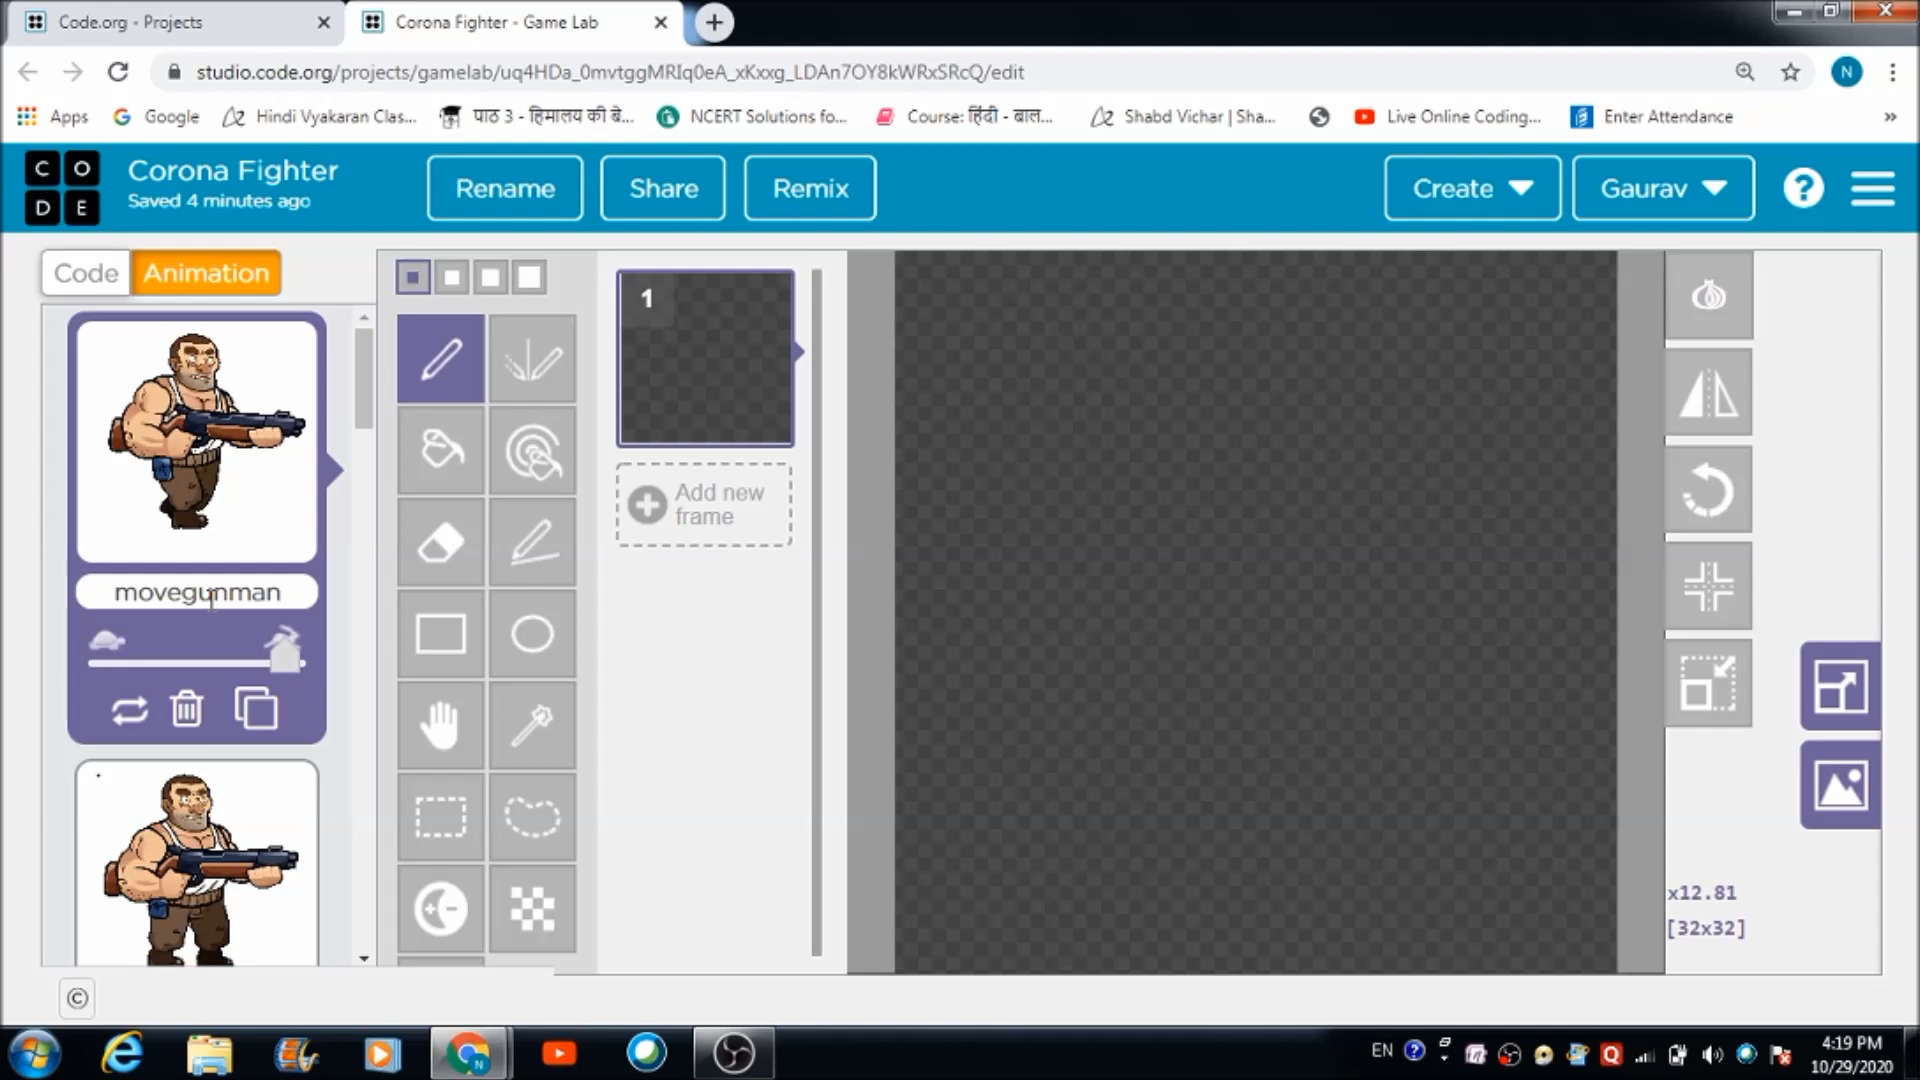 Code.org - Projects
Corona Fighter - Game Lab
studio.code.org/projects/gamelab/uq4HDa_0mvtggMRIq0eA_xKxxg_LDAn7OY8kWRxSRcQ/edit
N
Apps
Google
Hindi Vyakaran Clas...
पाठ 3 - हिमालय की बे...
NCERT Solutions fo...
Course: हिंदी - बाल...
Shabd Vichar | Sha...
Live Online Coding...
Enter Attendance
»
C O
D E
Corona Fighter
Saved 4 minutes ago
Rename
Share
Remix
Create
Gaurav
?
Code
Animation
1
Add new
frame
movegunman
x12.81
[32x32]
©
EN
4:19 PM
10/29/2020